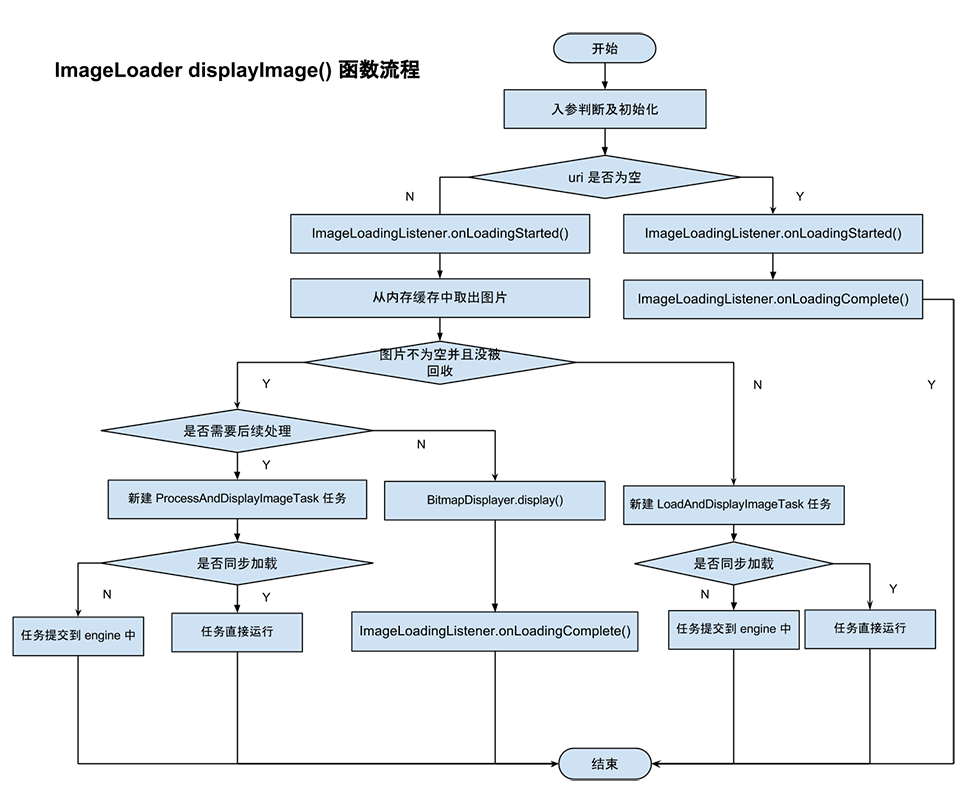 开始
ImageLoader displayImage() 函数流程
入参判断及初始化
uri 是否为空
N
Y
ImageLoadingListener.onLoadingStarted()
ImageLoadingListener.onLoadingStarted()
从内存缓存中取出图片
ImageLoadingListener.onLoadingComplete()
图片不为空并且没被
回收
Y
N
Y
是否需要后续处理
N
Y
新建 ProcessAndDisplayImageTask 任务
BitmapDisplayer.display()
新建 LoadAndDisplayImageTask 任务
是否同步加载
是否同步加载
N
Y
N
Y
任务提交到 engine 中
任务直接运行
ImageLoadingListener.onLoadingComplete()
任务提交到 engine 中
任务直接运行
结束